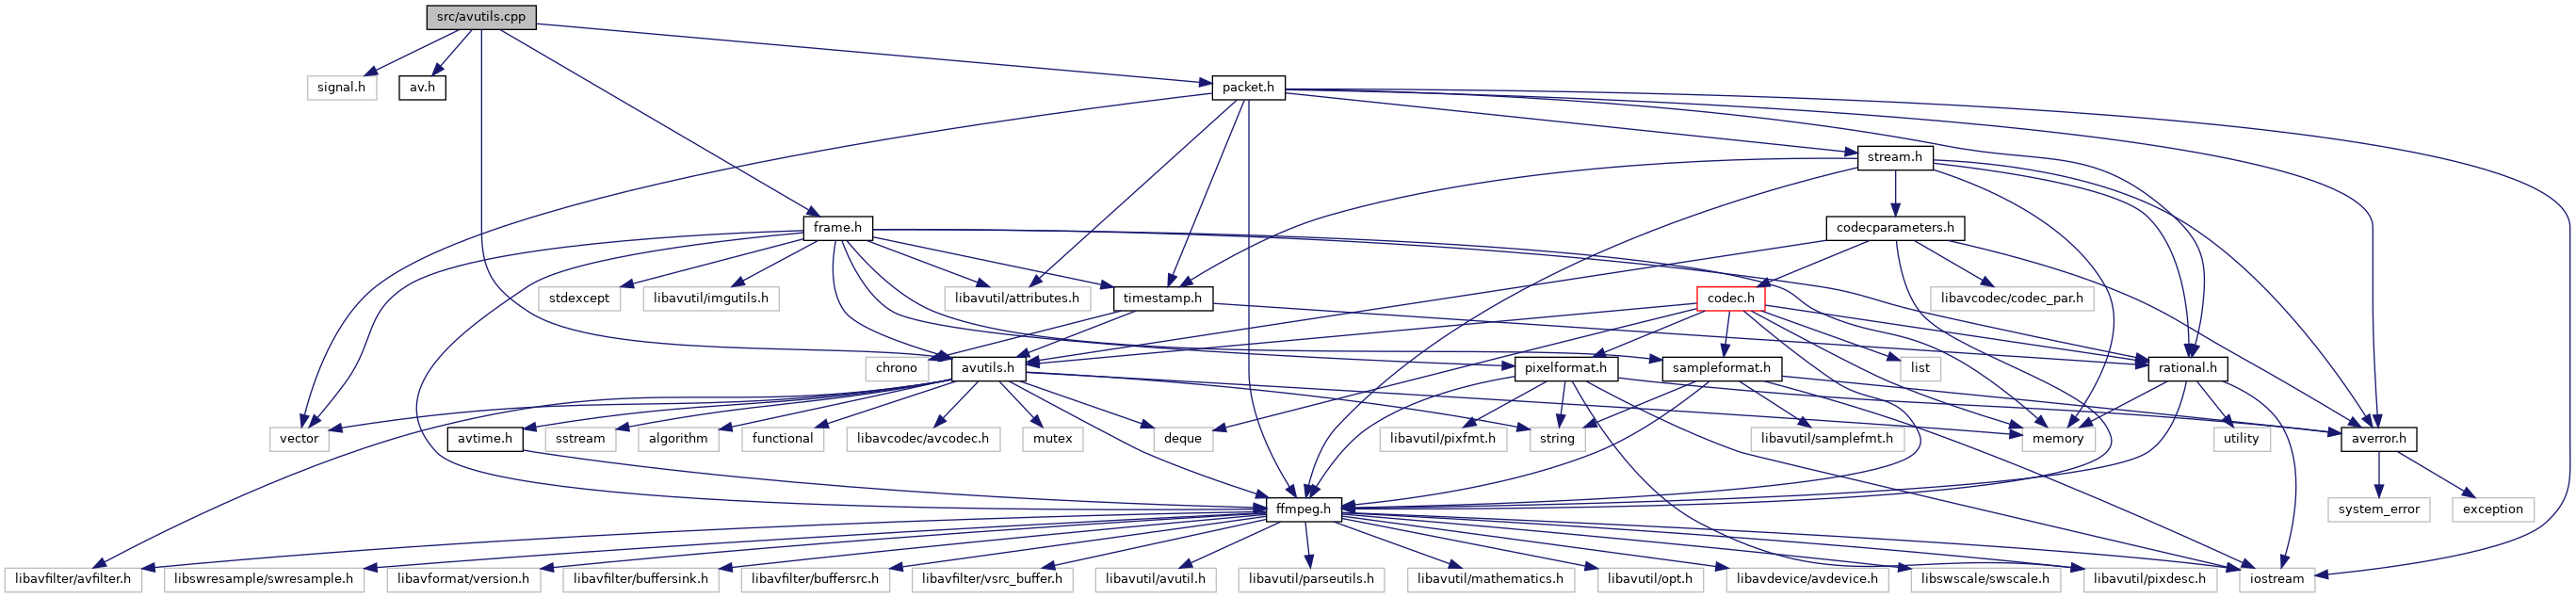 src/avutils.cpp
signal.h
av.h
packet.h
stream.h
frame.h
codecparameters.h
stdexcept
libavutil/imgutils.h
libavutil/attributes.h
timestamp.h
codec.h
libavcodec/codec_par.h
chrono
avutils.h
pixelformat.h
sampleformat.h
list
rational.h
vector
avtime.h
sstream
algorithm
functional
libavcodec/avcodec.h
mutex
deque
libavutil/pixfmt.h
string
libavutil/samplefmt.h
memory
utility
averror.h
ffmpeg.h
system_error
exception
libavfilter/avfilter.h
libswresample/swresample.h
libavformat/version.h
libavfilter/buffersink.h
libavfilter/buffersrc.h
libavfilter/vsrc_buffer.h
libavutil/avutil.h
libavutil/parseutils.h
libavutil/mathematics.h
libavutil/opt.h
libavdevice/avdevice.h
libswscale/swscale.h
libavutil/pixdesc.h
iostream